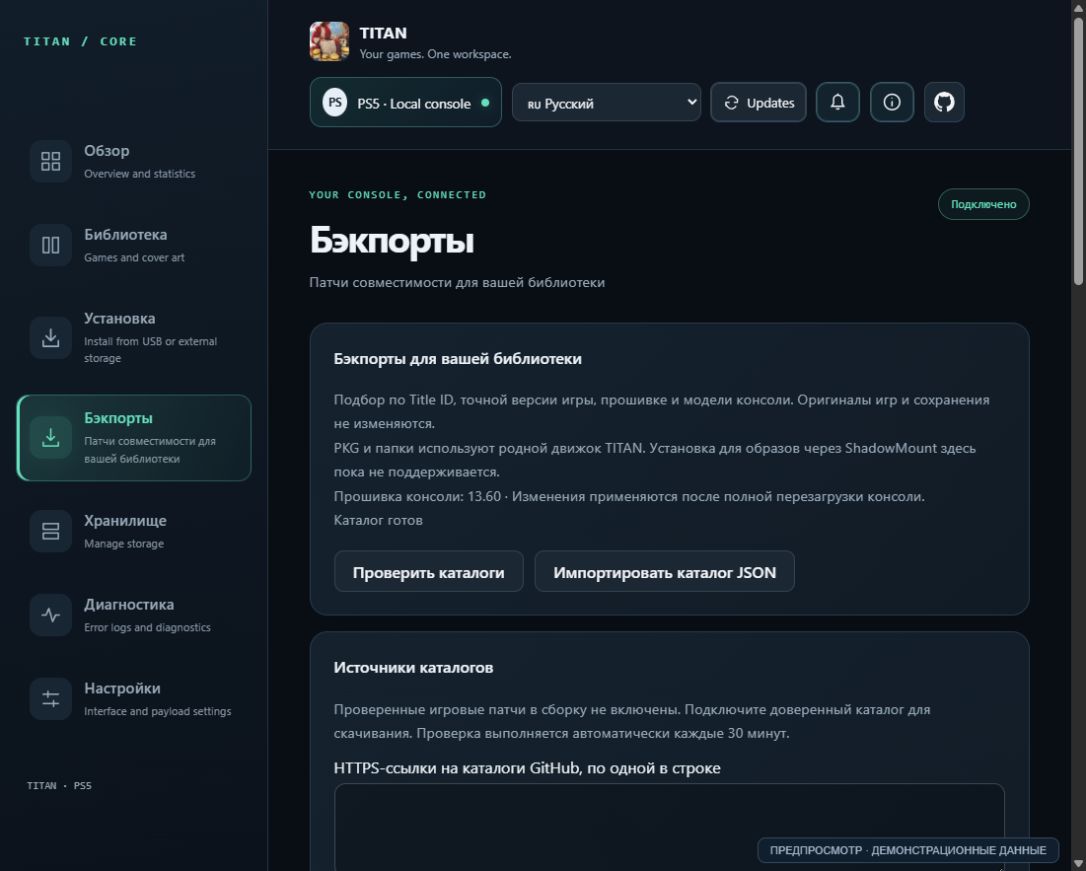 TITAN / CORE
Обзор
Overview and statistics
Библиотека
Games and cover art
Установка
Install from USB or external
storage
Бэкпорты
Патчи совместимости для
вашей библиотеки
Хранилище
Manage storage
Диагностика
Error logs and diagnostics
Настройки
Interface and payload settings
TITAN · PS5
TITAN
Your games. One workspace.
PS PS5 · Local console
RU Русский
Updates
YOUR CONSOLE, CONNECTED
Подключено
Бэкпорты
Патчи совместимости для вашей библиотеки
Бэкпорты для вашей библиотеки
Подбор по Title ID, точной версии игры, прошивке и модели консоли. Оригиналы игр и сохранения
не изменяются.
PKG и папки используют родной движок TITAN. Установка для образов через ShadowMount здесь
пока не поддерживается.
Прошивка консоли: 13.60 · Изменения применяются после полной перезагрузки консоли.
Каталог готов
Проверить каталоги
Импортировать каталог JSON
Источники каталогов
Проверенные игровые патчи в сборку не включены. Подключите доверенный каталог для
скачивания. Проверка выполняется автоматически каждые 30 минут.
HTTPS-ссылки на каталоги GitHub, по одной в строке
ПРЕДПРОСМОТР · ДЕМОНСТРАЦИОННЫЕ ДАННЫЕ